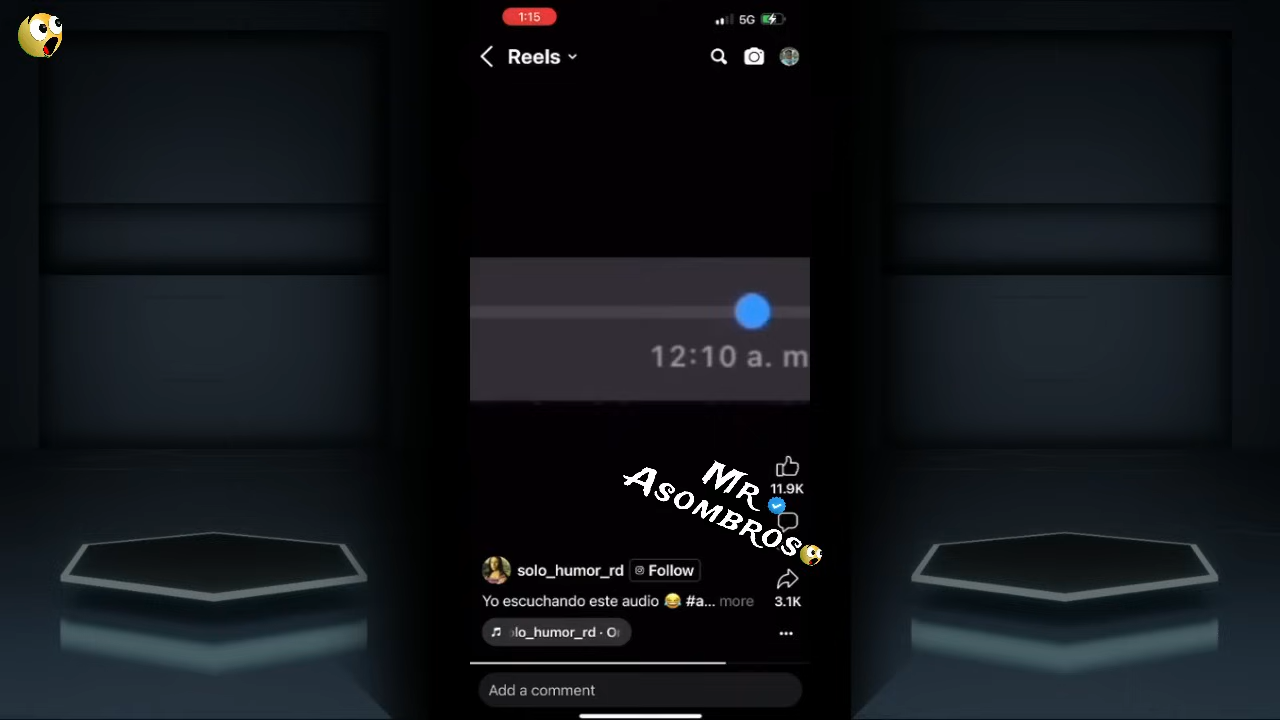 1:15
5G
Reels
12:10 a. m
Mr
Asombroso
11.9K
solo_humor_rd
Follow
Yo escuchando este audio 😂 #a... more
3.1K
lo_humor_rd · O
Add a comment